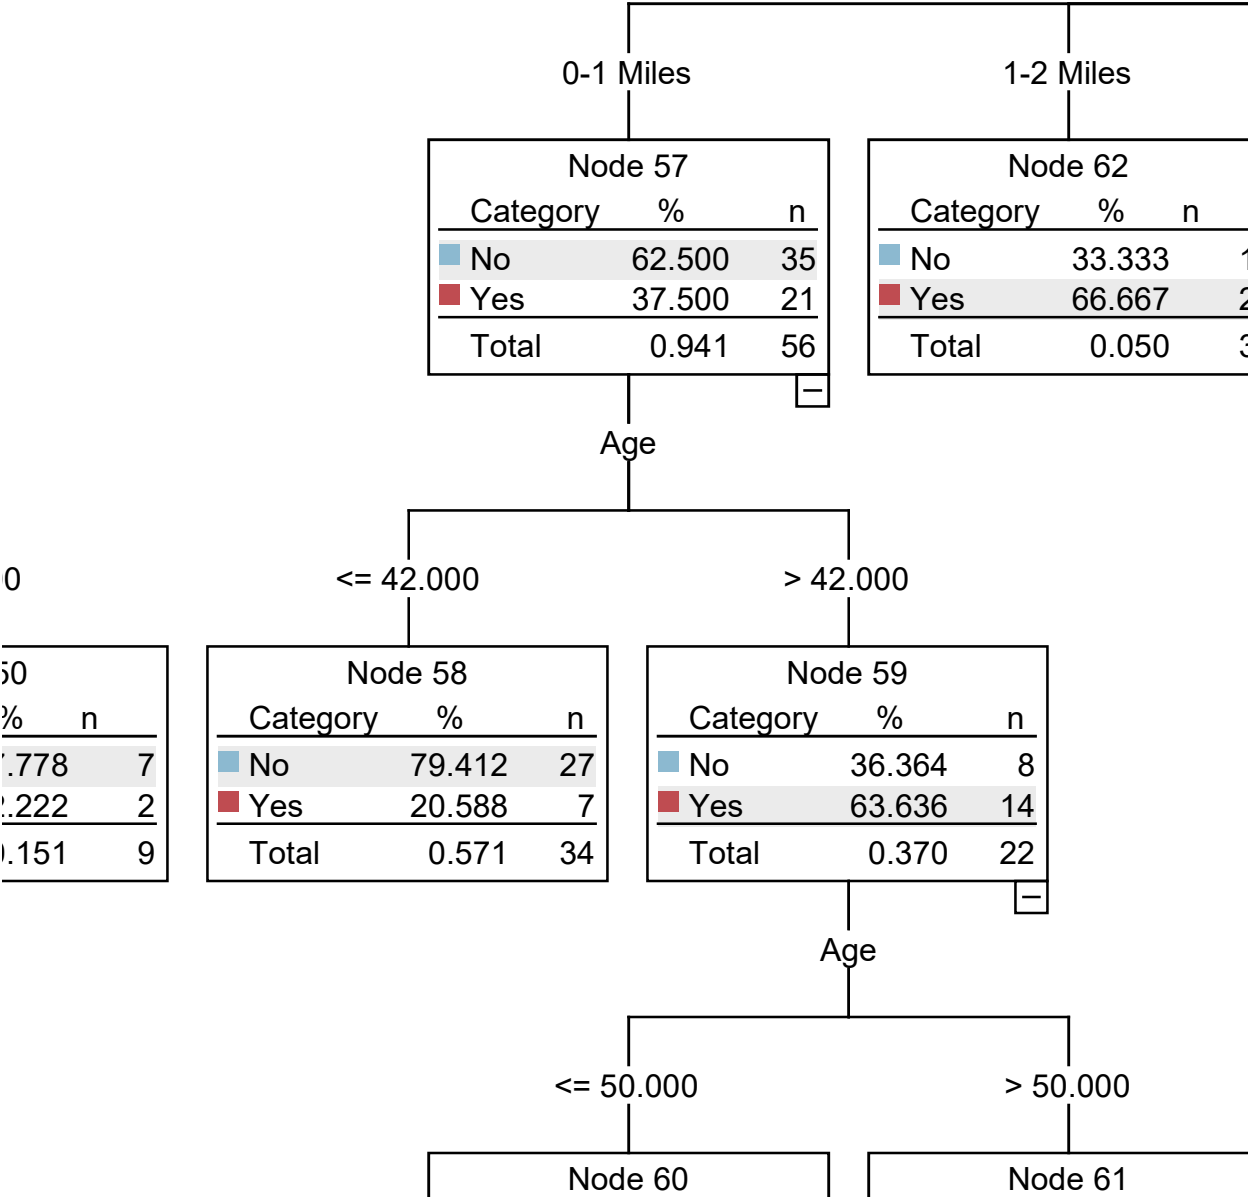 0-1 Miles
1-2 Miles
Node 57
Category % n
No 62.500 35
Yes 37.500 21
Total 0.941 56
Node 62
Category % n
No 33.333
Yes 66.667
Total 0.050
Age
<= 42.000
> 42.000
50
% n
.778 7
.222 2
.151 9
Node 58
Category % n
No 79.412 27
Yes 20.588 7
Total 0.571 34
Node 59
Category % n
No 36.364 8
Yes 63.636 14
Total 0.370 22
Age
<= 50.000
> 50.000
Node 60
Node 61